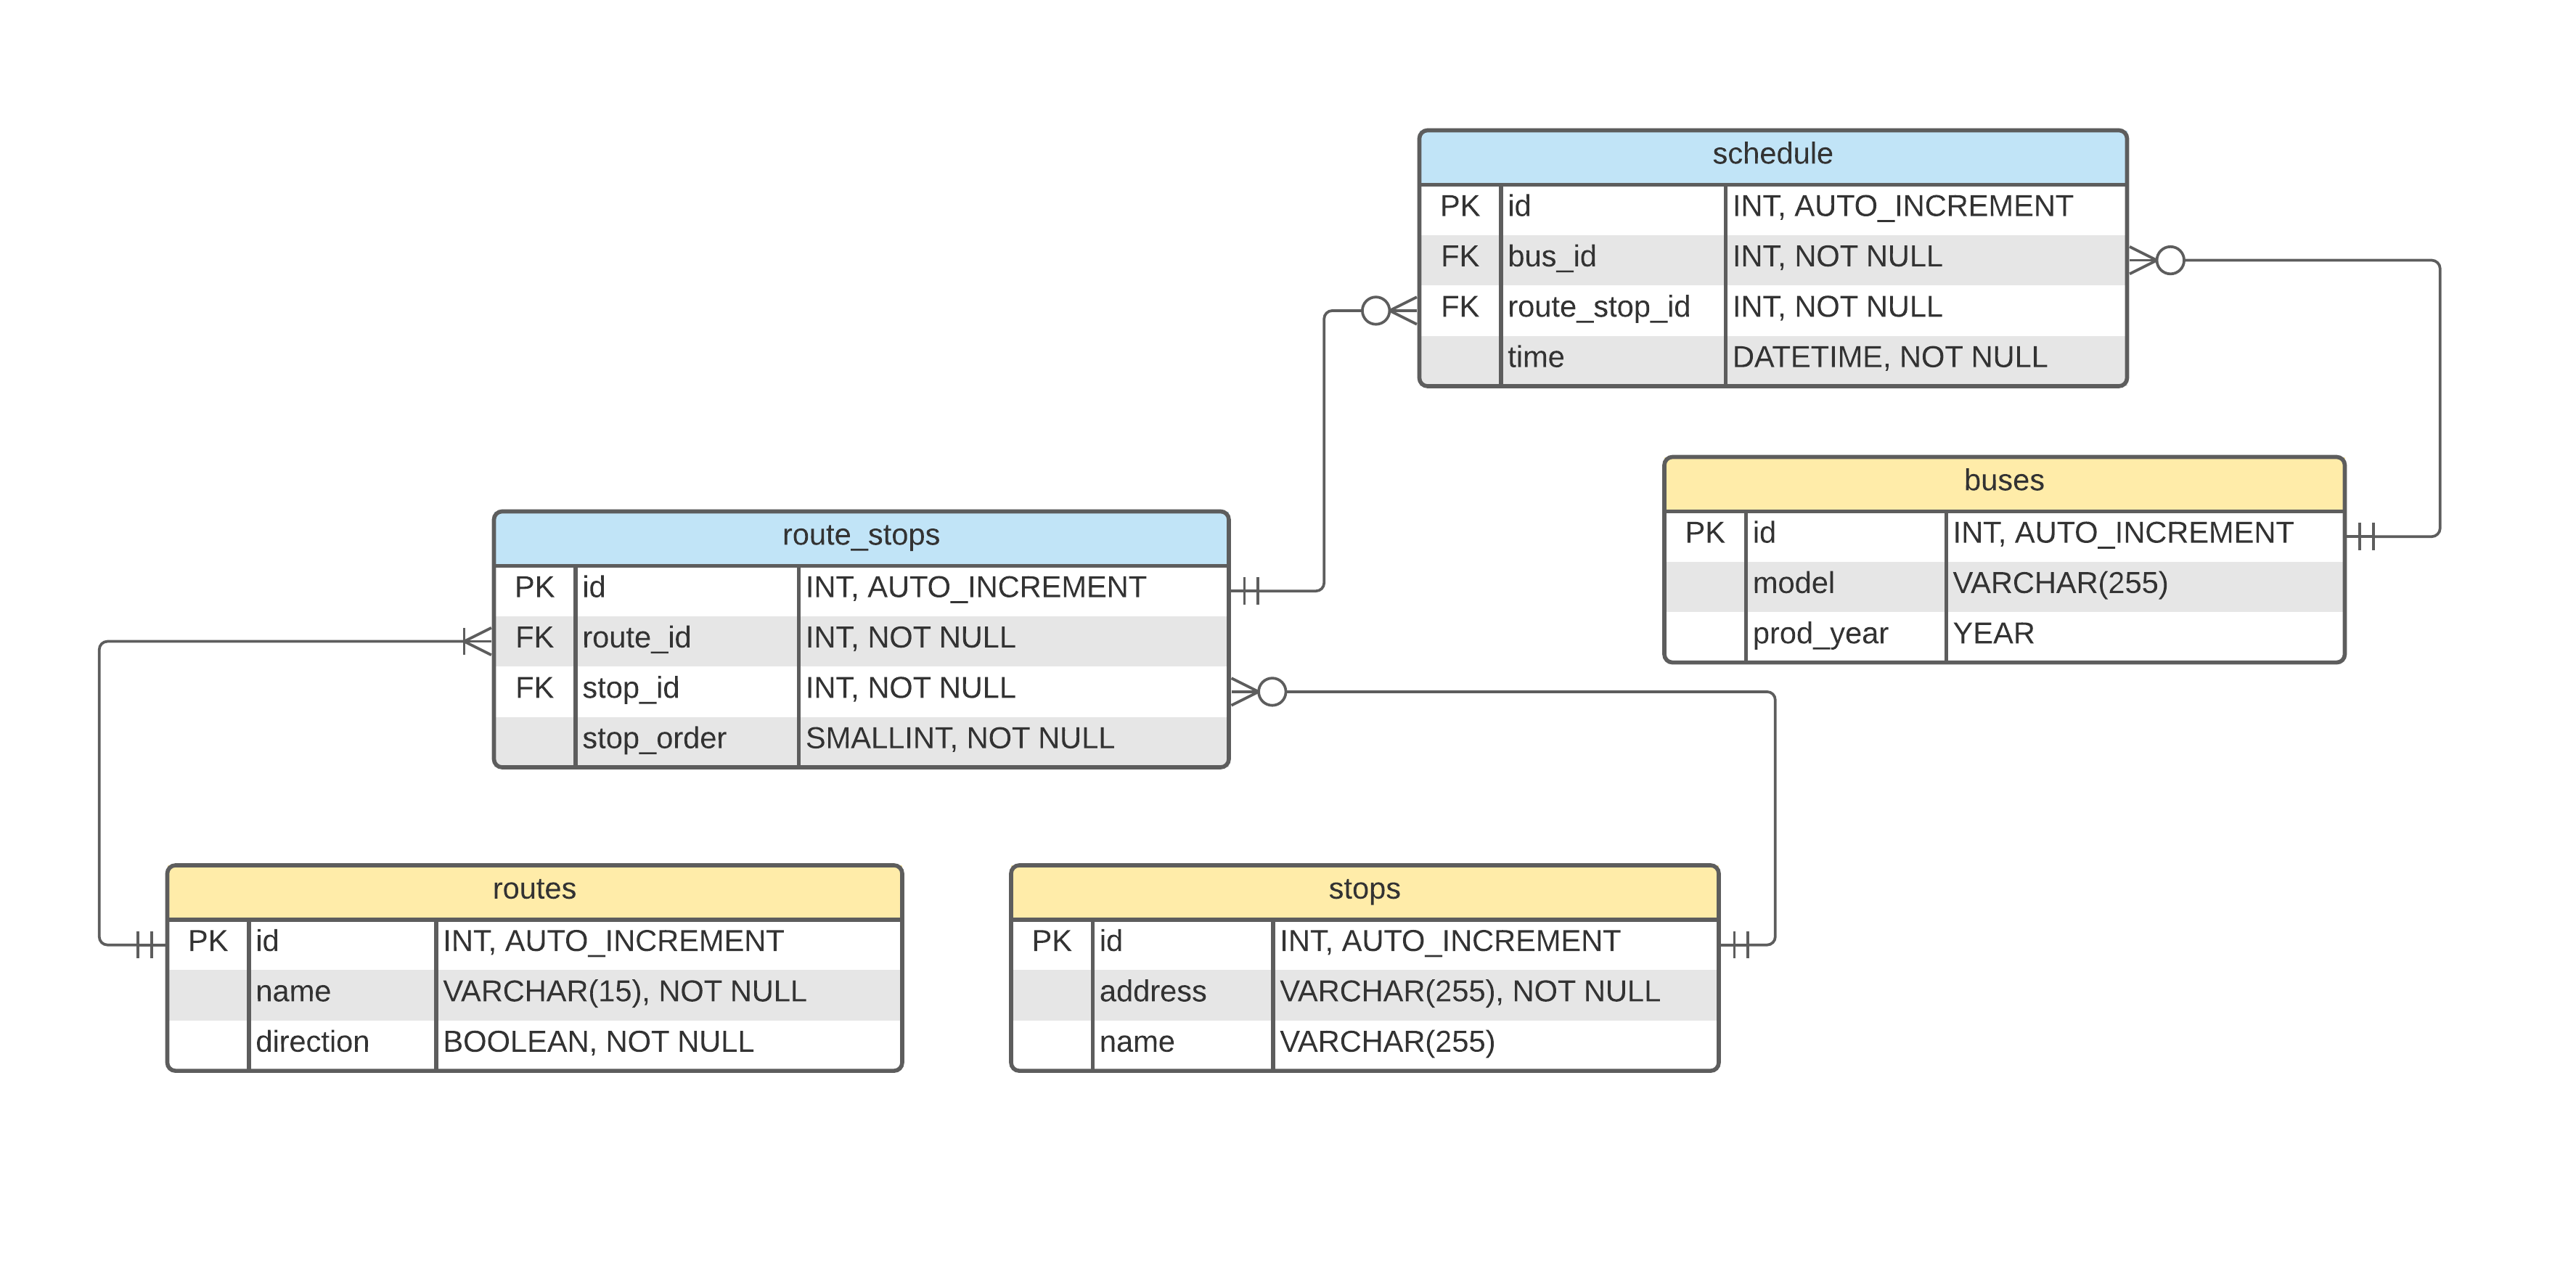 schedule
PK id INT, AUTO_INCREMENT
FK bus_id INT, NOT NULL
FK route_stop_id INT, NOT NULL
time DATETIME, NOT NULL
buses
PK id INT, AUTO_INCREMENT
model VARCHAR(255)
prod_year YEAR
route_stops
PK id INT, AUTO_INCREMENT
FK route_id INT, NOT NULL
FK stop_id INT, NOT NULL
stop_order SMALLINT, NOT NULL
routes
PK id INT, AUTO_INCREMENT
name VARCHAR(15), NOT NULL
direction BOOLEAN, NOT NULL
stops
PK id INT, AUTO_INCREMENT
address VARCHAR(255), NOT NULL
name VARCHAR(255)